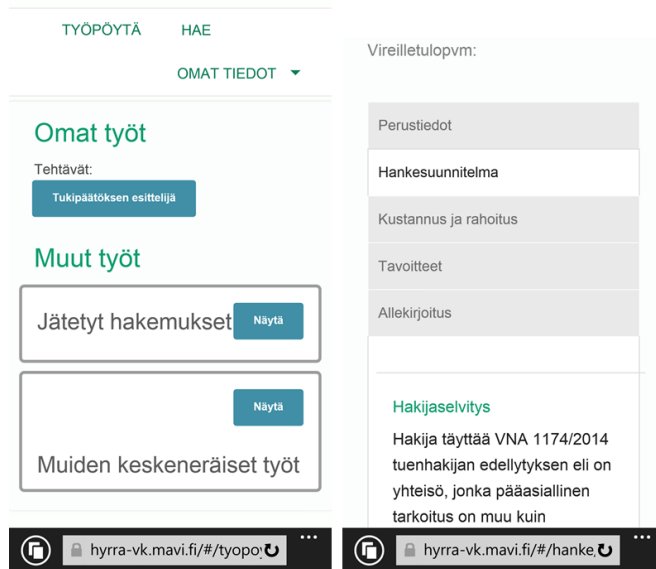 TYÖPÖYTÄ HAE
OMAT TIEDOT
Omat työt
Tehtävät:
Tukipäätöksen esittelijä
Muut työt
Jätetyt hakemukset Näytä
Näytä
Muiden keskeneräiset työt
hyrra-vk.mavi.fi/#/tyopoy
Vireilletulopvm:
Perustiedot
Hankesuunnitelma
Kustannus ja rahoitus
Tavoitteet
Allekirjoitus
Hakijaselvitys
Hakija täyttää VNA 1174/2014
tuenhakijan edellytyksen eli on
yhteisö, jonka pääasiallinen
tarkoitus on muu kuin
hyrra-vk.mavi.fi/#/hanke,